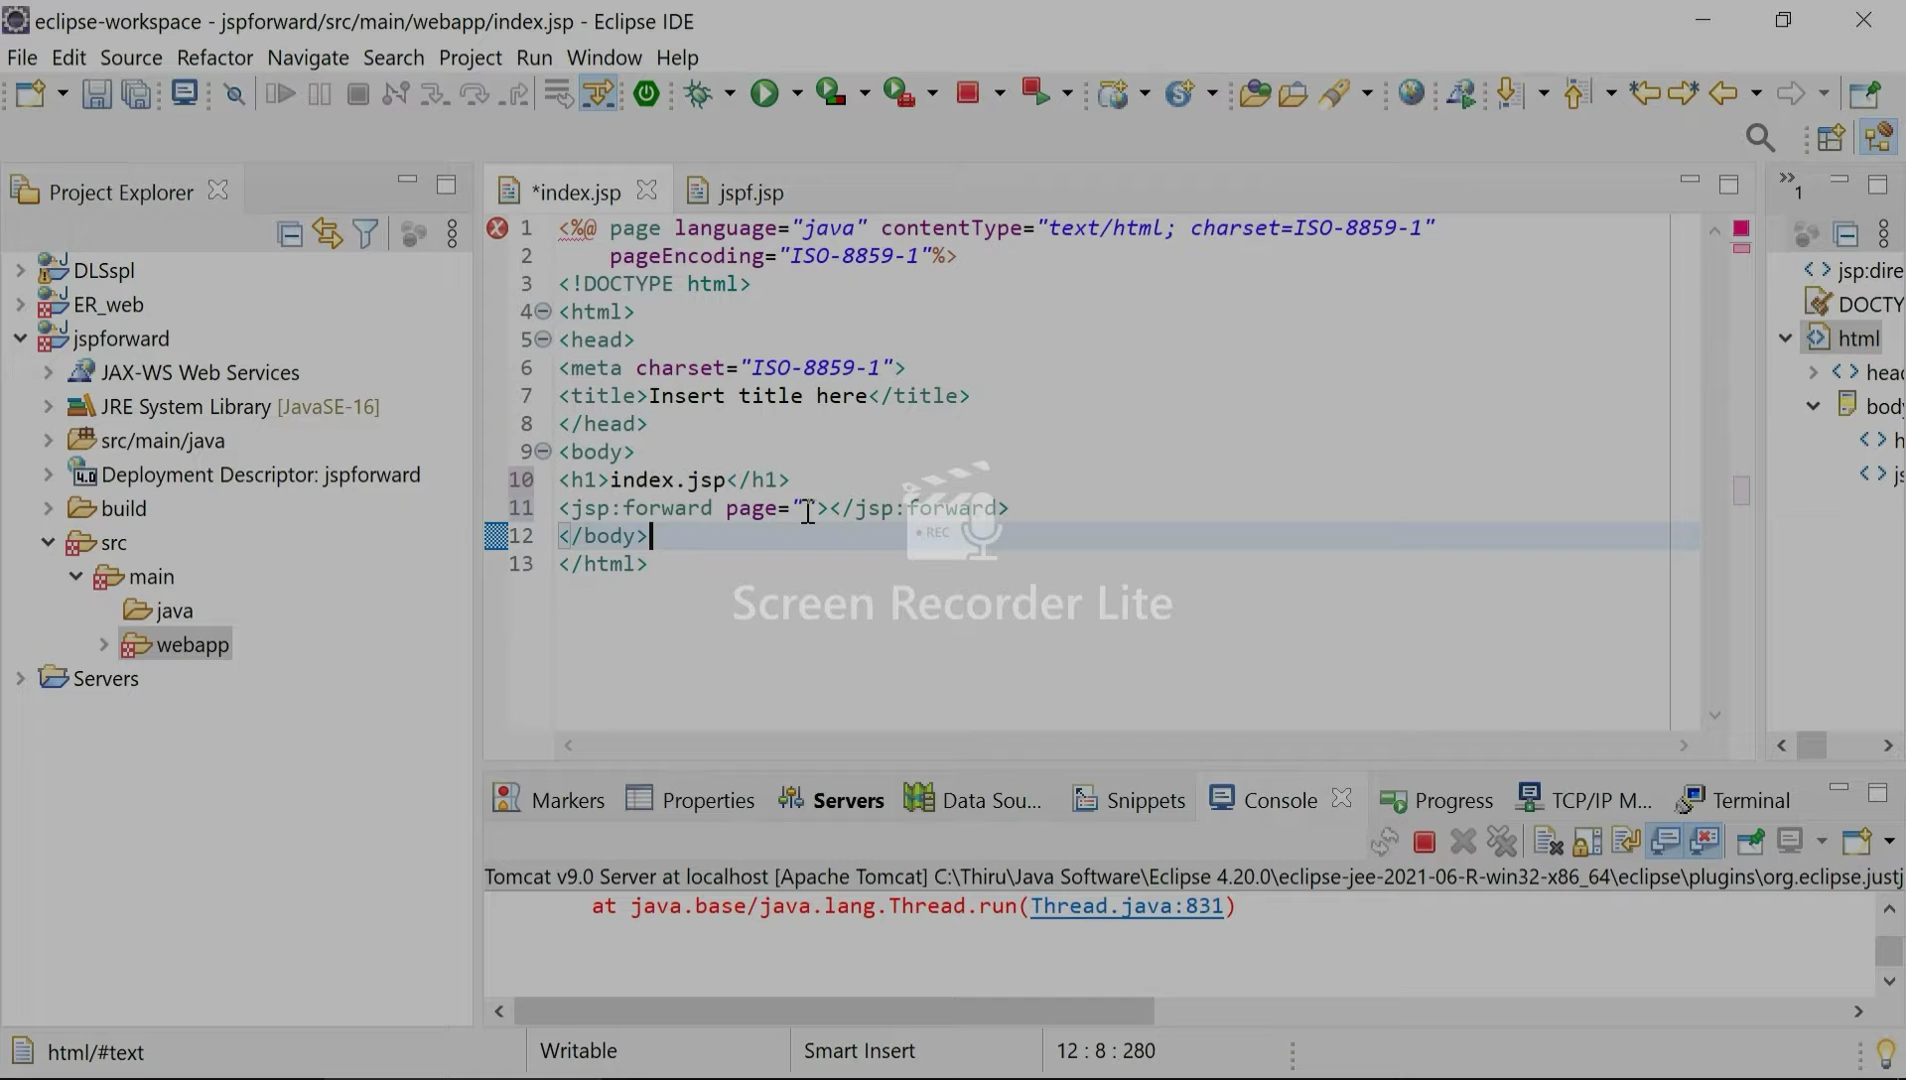 eclipse-workspace - jspforward/src/main/webapp/index.jsp - Eclipse IDE
File Edit Source Refactor Navigate Search Project Run Window Help
Project Explorer
DLSspl
ER_web
jspforward
JAX-WS Web Services
JRE System Library [JavaSE-16]
src/main/java
4.0 Deployment Descriptor: jspforward
build
src
main
java
webapp
Servers
*index.jsp
jspf.jsp
1 <%@ page language="java" contentType="text/html; charset=ISO-8859-1"
2 pageEncoding="ISO-8859-1"%>
3 <!DOCTYPE html>
4 <html>
5 <head>
6 <meta charset="ISO-8859-1">
7 <title>Insert title here</title>
8 </head>
9 <body>
10 <h1>index.jsp</h1>
11 <jsp:forward page=""></jsp:forward>
12 </body>
13 </html>
REC
Screen Recorder Lite
1
jsp:dire
DOCTY
html
head
body
h
js
Markers Properties Servers Data Sou... Snippets Console Progress TCP/IP M... Terminal
Tomcat v9.0 Server at localhost [Apache Tomcat] C:\Thiru\Java Software\Eclipse 4.20.0\eclipse-jee-2021-06-R-win32-x86_64\eclipse\plugins\org.eclipse.justj
at java.base/java.lang.Thread.run(Thread.java:831)
html/#text
Writable
Smart Insert
12 : 8 : 280